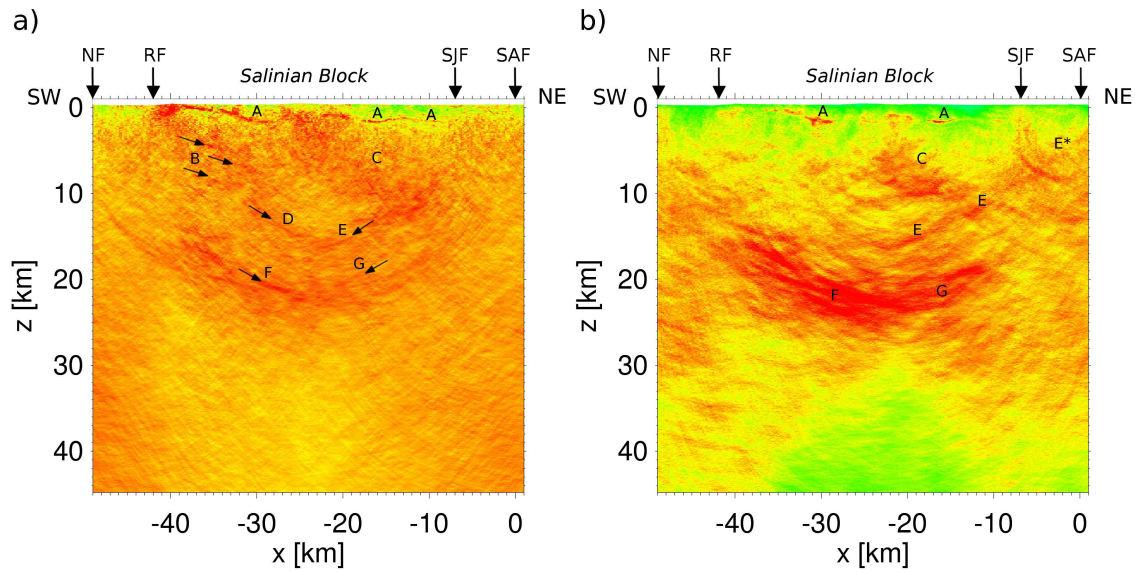 a)
NF RF SJF SAF
Salinian Block
SW NE
0
A A A
B C
10
D E
F G
20
30
40
z [km]
-40 -30 -20 -10 0
x [km]
b)
NF RF SJF SAF
Salinian Block
SW NE
0
A A
E*
C
10
E
E
20
F G
30
40
z [km]
-40 -30 -20 -10 0
x [km]